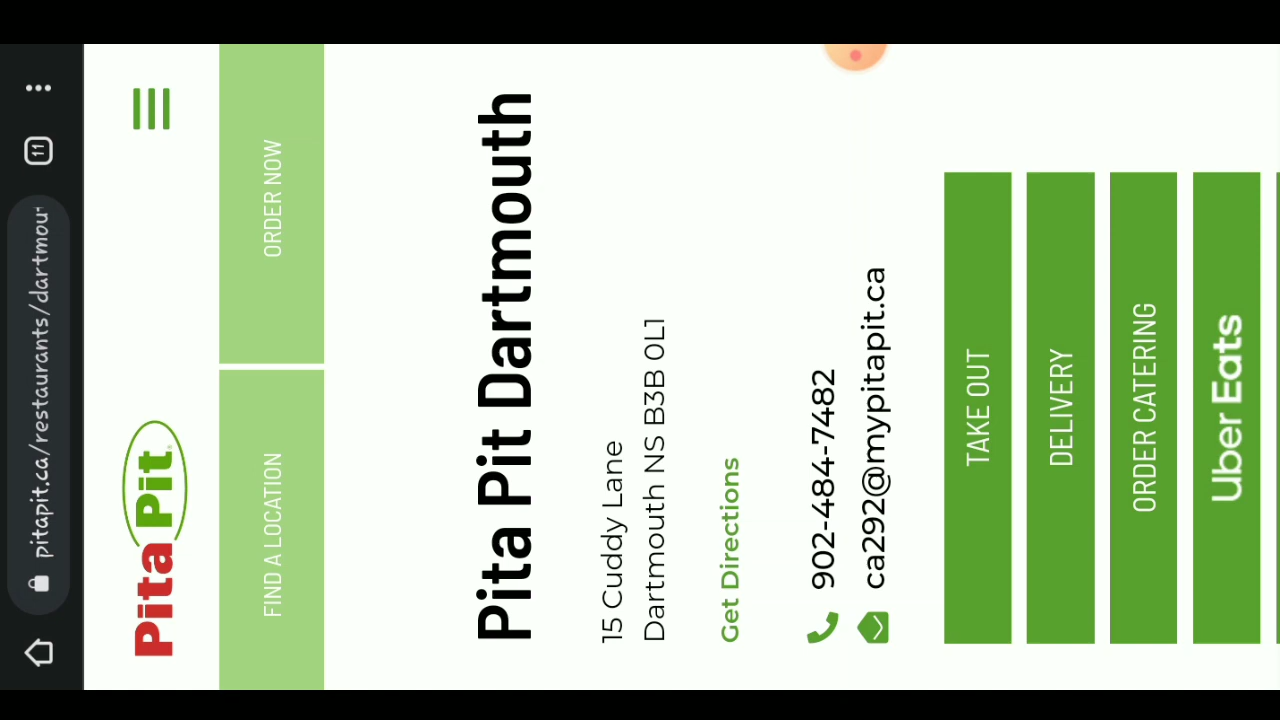 pitapit.ca/restaurants/dartmou
11
Pita Pit
FIND A LOCATION
ORDER NOW
Pita Pit Dartmouth
15 Cuddy Lane
Dartmouth NS B3B 0L1
Get Directions
902-484-7482
ca292@mypitapit.ca
TAKE OUT
DELIVERY
ORDER CATERING
Uber Eats